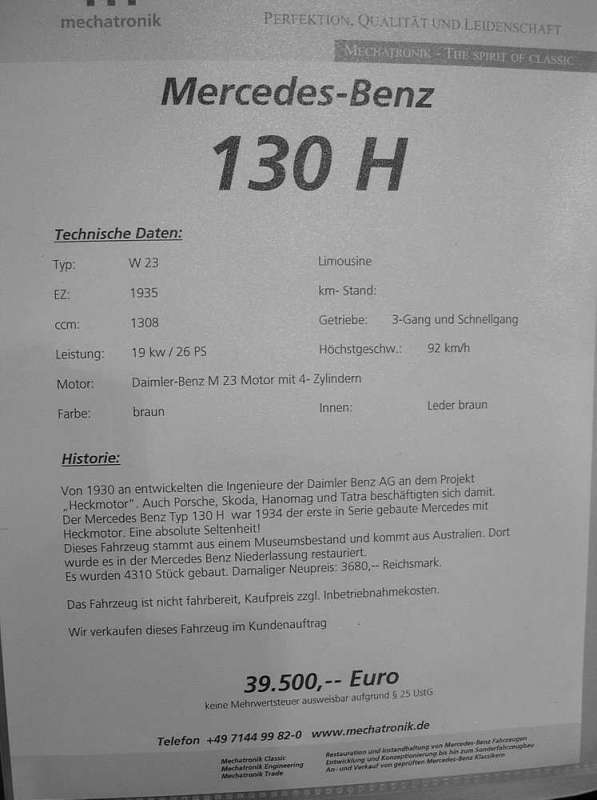 mechatronik
PERFEKTION, QUALITÄT UND LEIDENSCHAFT
MECHATRONIK - THE SPIRIT OF CLASSIC
Mercedes-Benz
130 H
Technische Daten:
Typ: W 23 Limousine
EZ: 1935 km- Stand:
ccm: 1308 Getriebe: 3-Gang und Schnellgang
Leistung: 19 kw / 26 PS Höchstgeschw.: 92 km/h
Motor: Daimler-Benz M 23 Motor mit 4- Zylindern
Farbe: braun Innen: Leder braun
Historie:
Von 1930 an entwickelten die Ingenieure der Daimler Benz AG an dem Projekt
„Heckmotor". Auch Porsche, Skoda, Hanomag und Tatra beschäftigten sich damit.
Der Mercedes Benz Typ 130 H war 1934 der erste in Serie gebaute Mercedes mit
Heckmotor. Eine absolute Seltenheit!
Dieses Fahrzeug stammt aus einem Museumsbestand und kommt aus Australien. Dort
wurde es in der Mercedes Benz Niederlassung restauriert.
Es wurden 4310 Stück gebaut. Damaliger Neupreis: 3680,-- Reichsmark.
Das Fahrzeug ist nicht fahrbereit, Kaufpreis zzgl. Inbetriebnahmekosten.
Wir verkaufen dieses Fahrzeug im Kundenauftrag
39.500,-- Euro
keine Mehrwertsteuer ausweisbar aufgrund § 25 UstG
Telefon +49 7144 99 82-0 www.mechatronik.de
Mechatronik Classic Restauration und Instandhaltung von Mercedes-Benz Fahrzeugen
Mechatronik Engineering Entwicklung und Konzeptionierung bis hin zum Sonderfahrzeugbau
Mechatronik Trade An- und Verkauf von geprüften Mercedes-Benz Klassikern